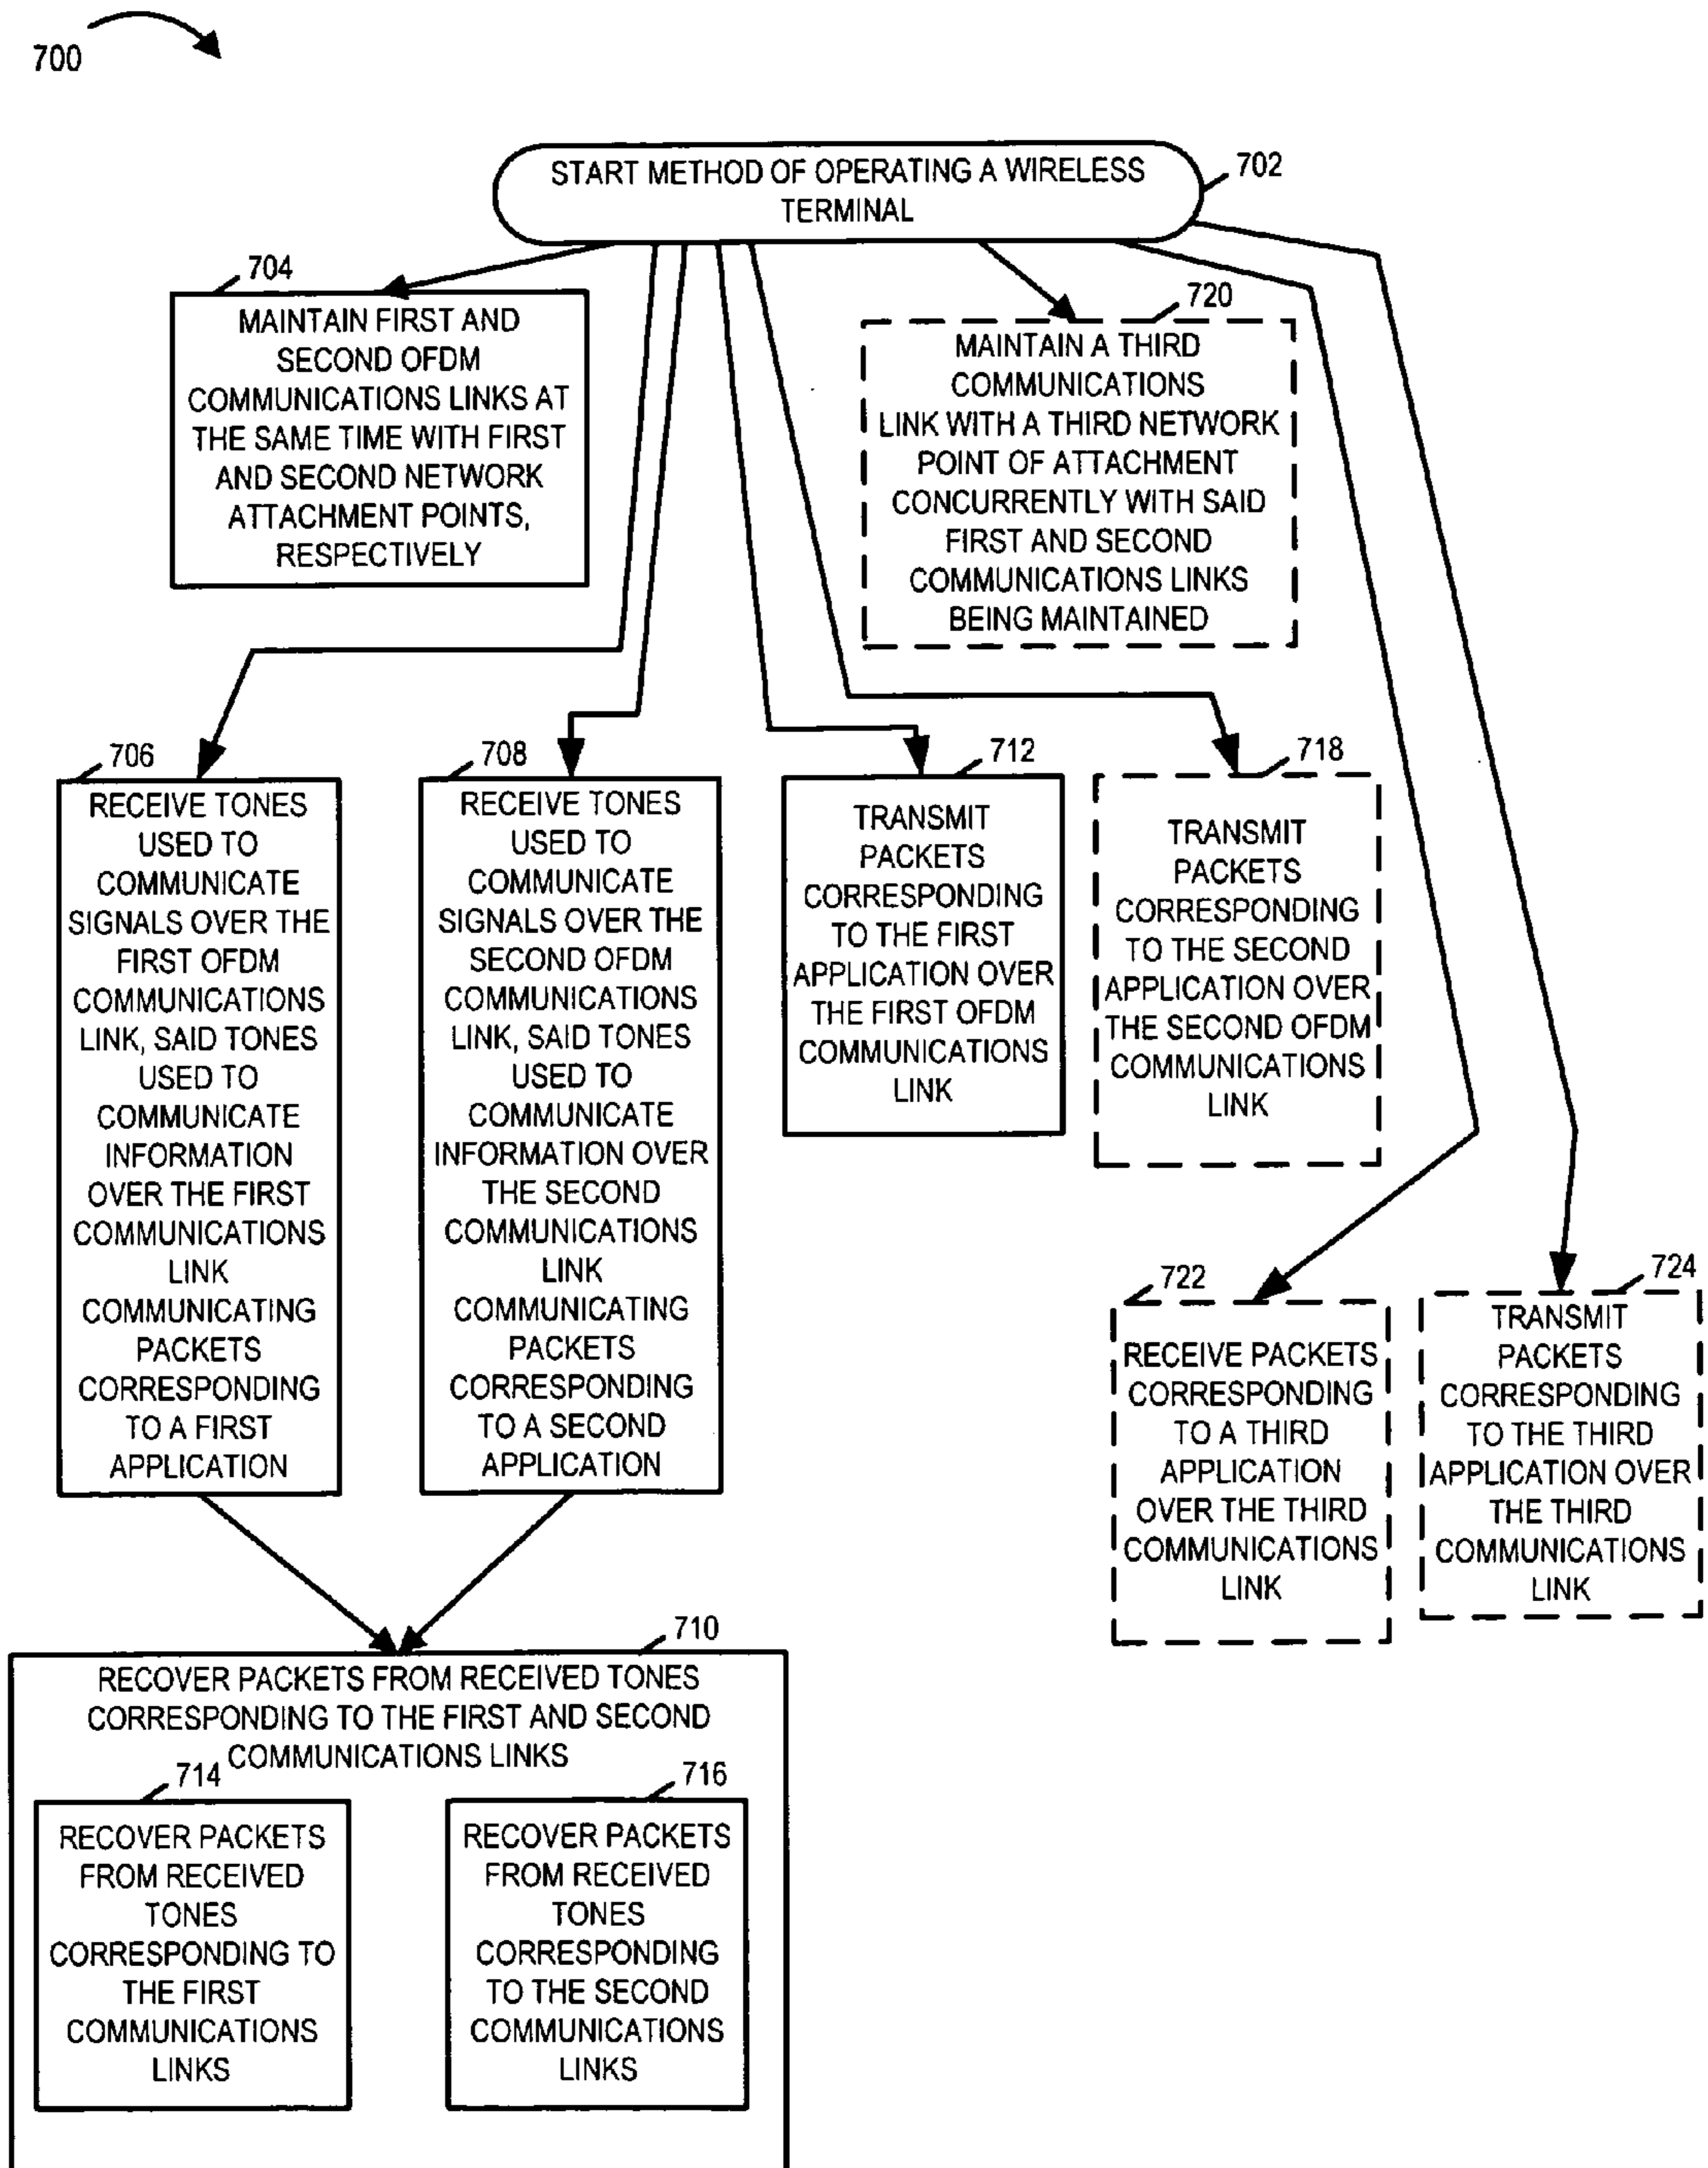 700
START METHOD OF OPERATING A WIRELESS
TERMINAL
702
704
MAINTAIN FIRST AND
SECOND OFDM
COMMUNICATIONS LINKS AT
THE SAME TIME WITH FIRST
AND SECOND NETWORK
ATTACHMENT POINTS,
RESPECTIVELY
720
MAINTAIN A THIRD
COMMUNICATIONS
LINK WITH A THIRD NETWORK
POINT OF ATTACHMENT
CONCURRENTLY WITH SAID
FIRST AND SECOND
COMMUNICATIONS LINKS
BEING MAINTAINED
706
RECEIVE TONES
USED TO
COMMUNICATE
SIGNALS OVER THE
FIRST OFDM
COMMUNICATIONS
LINK, SAID TONES
USED TO
COMMUNICATE
INFORMATION
OVER THE FIRST
COMMUNICATIONS
LINK
COMMUNICATING
PACKETS
CORRESPONDING
TO A FIRST
APPLICATION
708
RECEIVE TONES
USED TO
COMMUNICATE
SIGNALS OVER THE
SECOND OFDM
COMMUNICATIONS
LINK, SAID TONES
USED TO
COMMUNICATE
INFORMATION OVER
THE SECOND
COMMUNICATIONS
LINK
COMMUNICATING
PACKETS
CORRESPONDING
TO A SECOND
APPLICATION
712
TRANSMIT
PACKETS
CORRESPONDING
TO THE FIRST
APPLICATION OVER
THE FIRST OFDM
COMMUNICATIONS
LINK
718
TRANSMIT
PACKETS
CORRESPONDING
TO THE SECOND
APPLICATION OVER
THE SECOND OFDM
COMMUNICATIONS
LINK
722
RECEIVE PACKETS
CORRESPONDING
TO A THIRD
APPLICATION
OVER THE THIRD
COMMUNICATIONS
LINK
724
TRANSMIT
PACKETS
CORRESPONDING
TO THE THIRD
APPLICATION OVER
THE THIRD
COMMUNICATIONS
LINK
710
RECOVER PACKETS FROM RECEIVED TONES
CORRESPONDING TO THE FIRST AND SECOND
COMMUNICATIONS LINKS
714
RECOVER PACKETS
FROM RECEIVED
TONES
CORRESPONDING TO
THE FIRST
COMMUNICATIONS
LINKS
716
RECOVER PACKETS
FROM RECEIVED
TONES
CORRESPONDING
TO THE SECOND
COMMUNICATIONS
LINKS